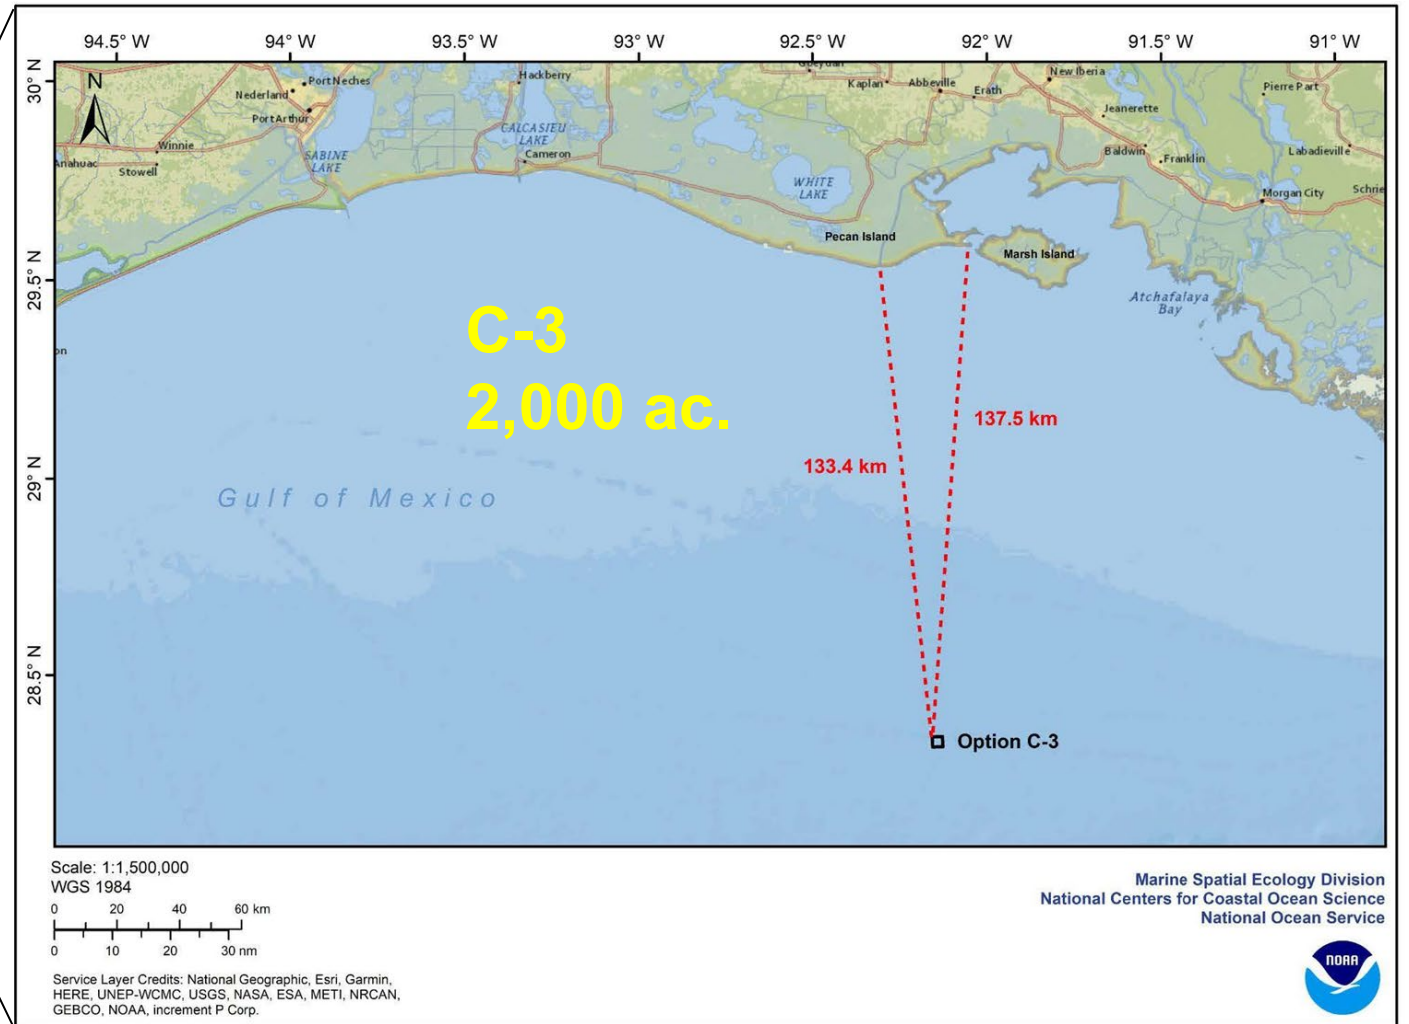 94.5° W
94° W
93.5° W
93° W
92.5° W
92° W
91.5° W
91° W
30° N
29.5° N
29° N
28.5° N
N
Port Neches
Nederland
Port Arthur
Winnie
Anahuac
Stowell
SABINE
LAKE
Hackberry
CALCASIEU
LAKE
Cameron
Gueydan
Kaplan
Abbeville
Erath
New Iberia
Jeanerette
Pierre Part
Baldwin
Franklin
Labadieville
Morgan City
Schrie
WHITE
LAKE
Pecan Island
Marsh Island
Atchafalaya
Bay
on
C-3
2,000 ac.
137.5 km
133.4 km
Gulf of Mexico
Option C-3
Scale: 1:1,500,000
WGS 1984
0 20 40 60 km
0 10 20 30 nm
Service Layer Credits: National Geographic, Esri, Garmin,
HERE, UNEP-WCMC, USGS, NASA, ESA, METI, NRCAN,
GEBCO, NOAA, increment P Corp.
Marine Spatial Ecology Division
National Centers for Coastal Ocean Science
National Ocean Service
NOAA